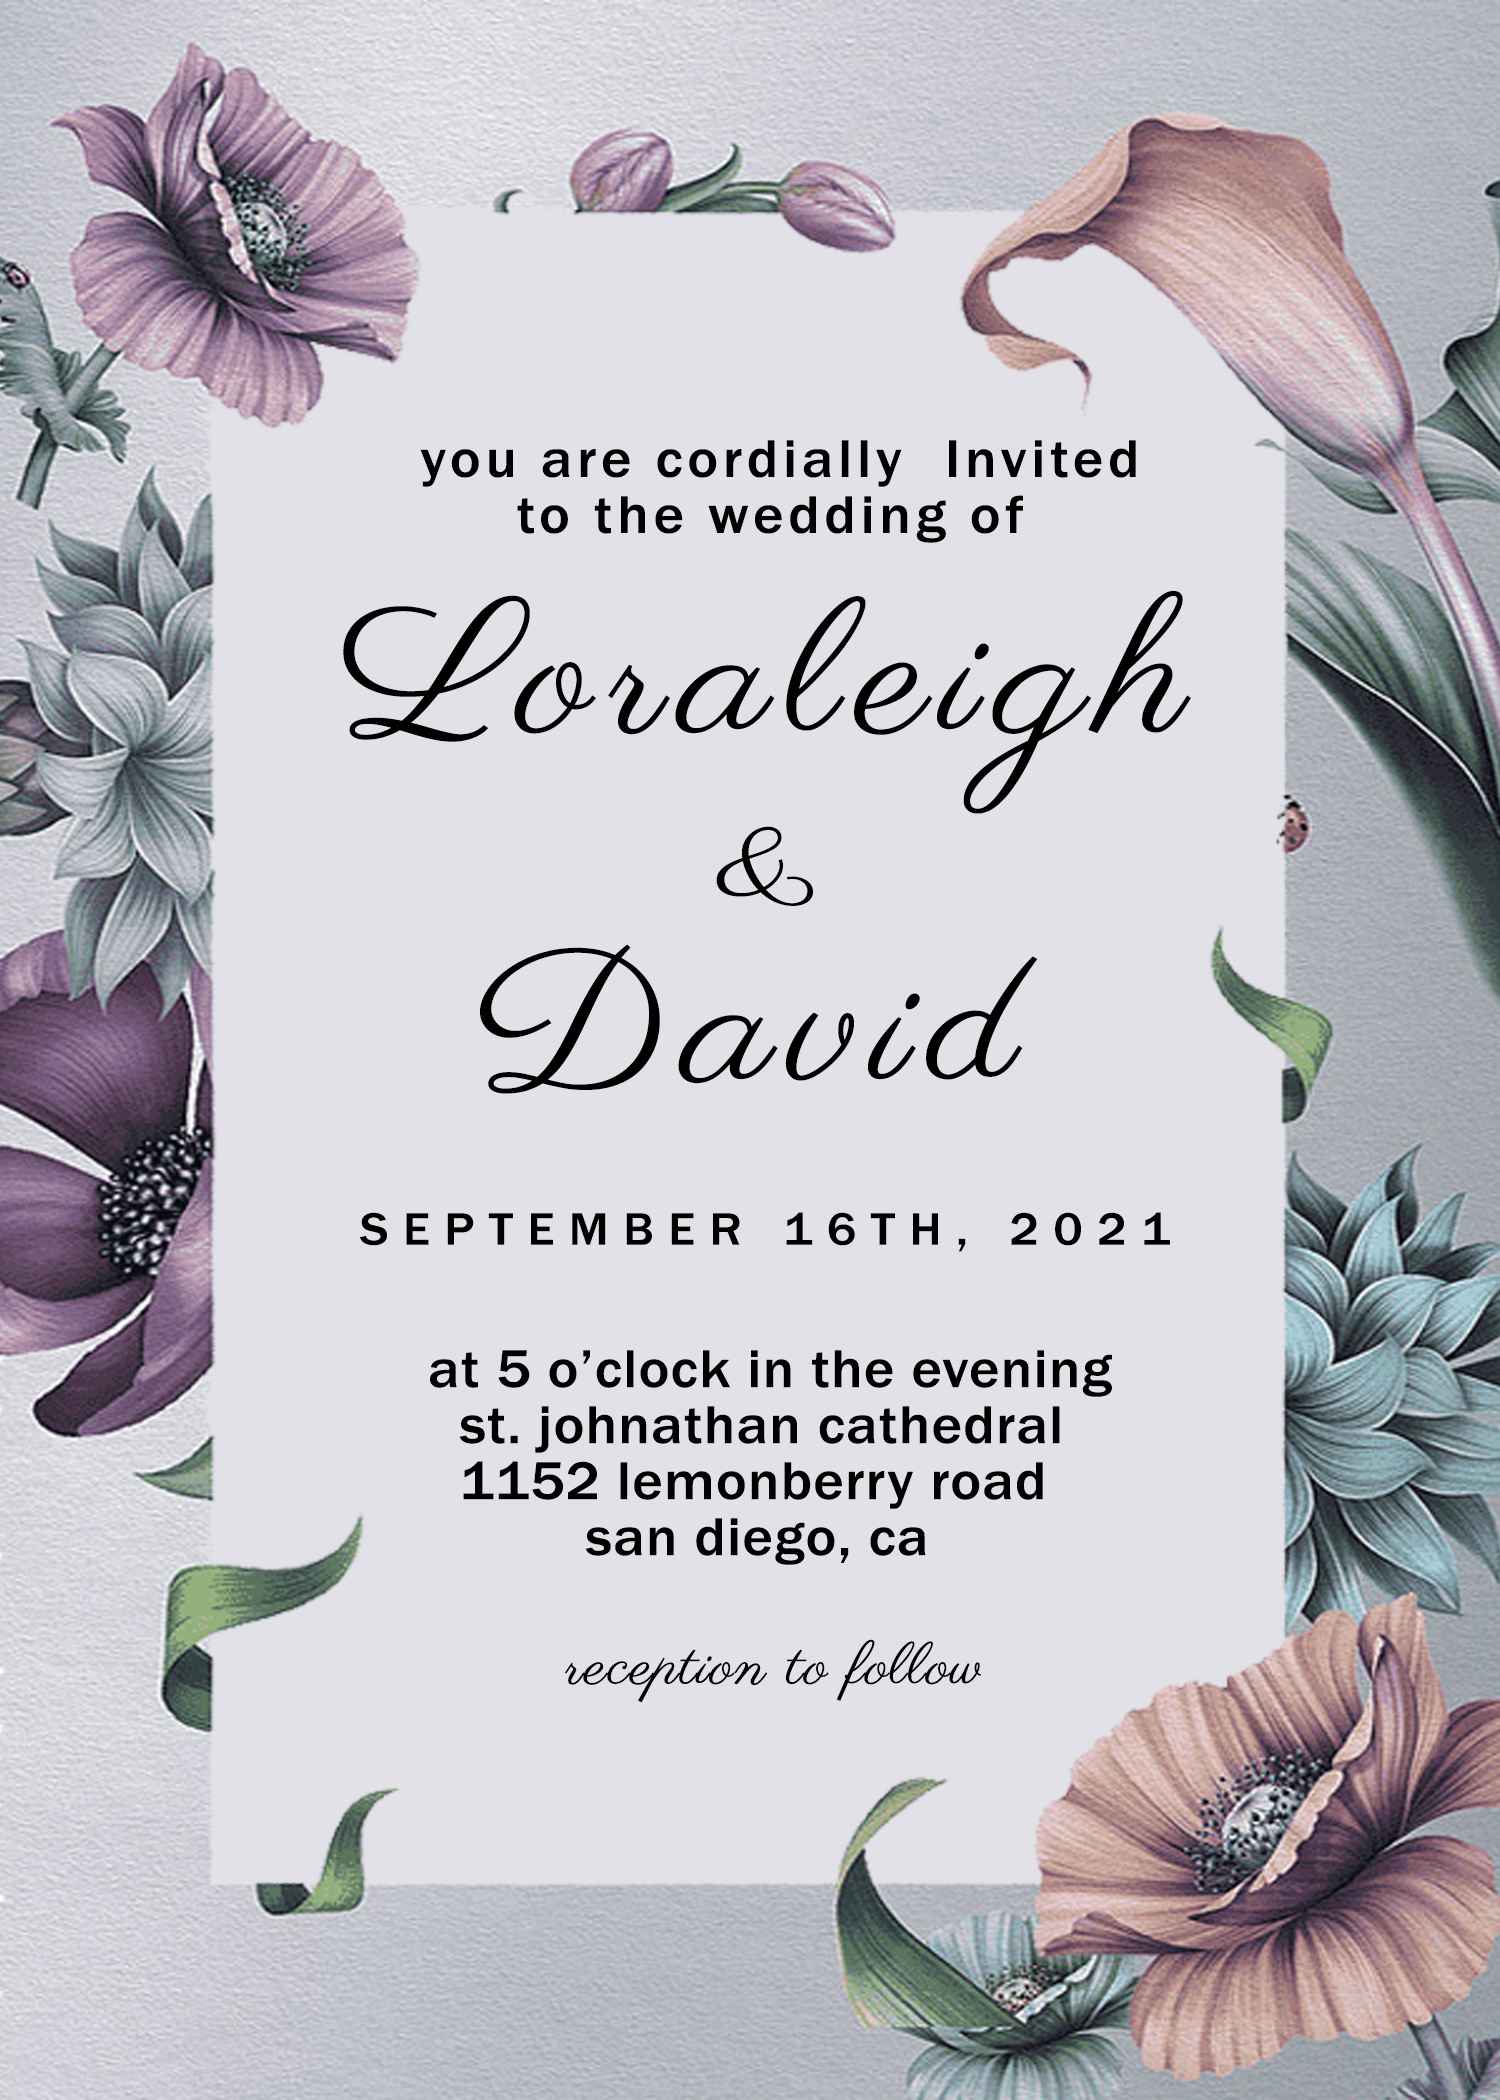 you are cordially  Invited
to the wedding of
Loraleigh
&
David
SEPTEMBER 16TH, 2021
at 5 o’clock in the evening
st. johnathan cathedral
1152 lemonberry road
san diego, ca
reception to follow